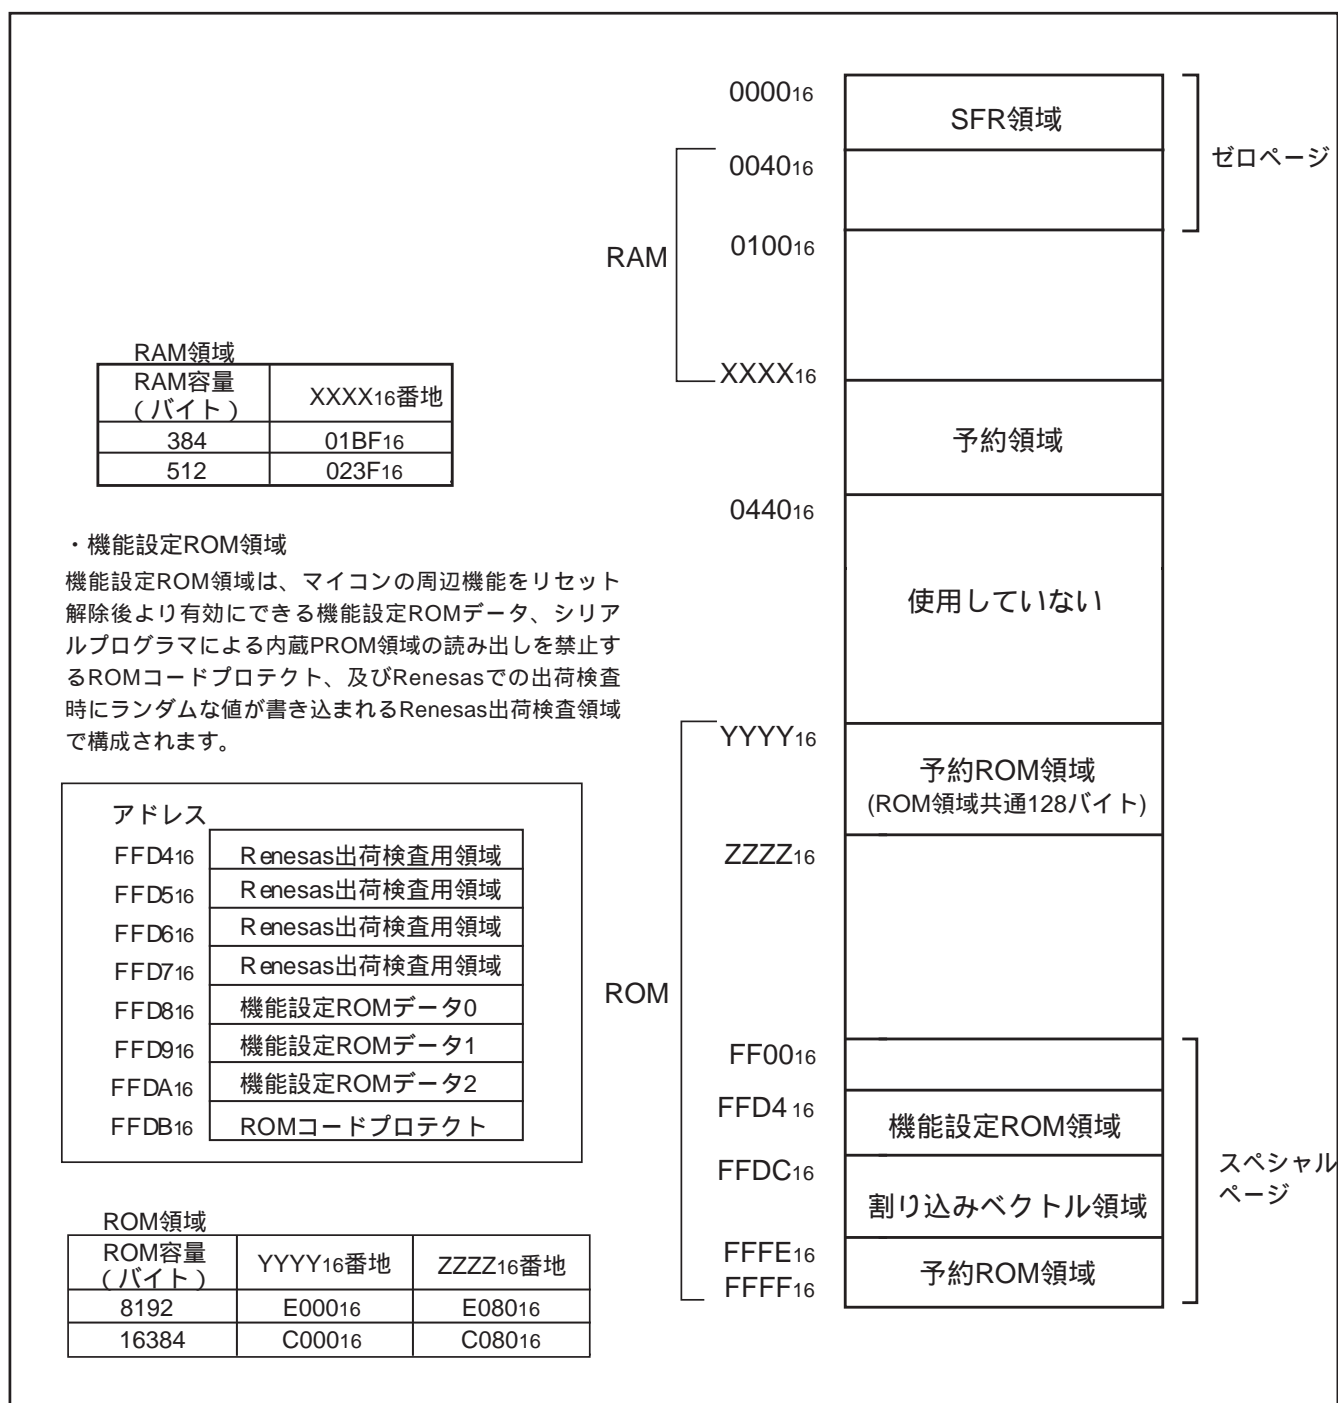 000016
SFR領域
ゼロページ
004016
RAM
010016
XXXX16
予約領域
044016
使用していない
RAM領域
RAM容量
(バイト)
XXXX16番地
384
01BF16
512
023F16
・機能設定ROM領域
機能設定ROM領域は、マイコンの周辺機能をリセット
解除後より有効にできる機能設定ROMデータ、シリア
ルプログラマによる内蔵PROM領域の読み出しを禁止す
るROMコードプロテクト、及びRenesasでの出荷検査
時にランダムな値が書き込まれるRenesas出荷検査領域
で構成されます。
アドレス
FFD416 Renesas出荷検査用領域
FFD516 Renesas出荷検査用領域
FFD616 Renesas出荷検査用領域
FFD716 Renesas出荷検査用領域
FFD816 機能設定ROMデータ0
FFD916 機能設定ROMデータ1
FFDA16 機能設定ROMデータ2
FFDB16 ROMコードプロテクト
ROM領域
ROM容量
(バイト)
YYYY16番地
ZZZZ16番地
8192
E00016
E08016
16384
C00016
C08016
YYYY16
予約ROM領域
(ROM領域共通128バイト)
ZZZZ16
ROM
FF0016
FFD4 16
機能設定ROM領域
FFDC16
割り込みベクトル領域
スペシャル
ページ
FFFE16
予約ROM領域
FFFF16